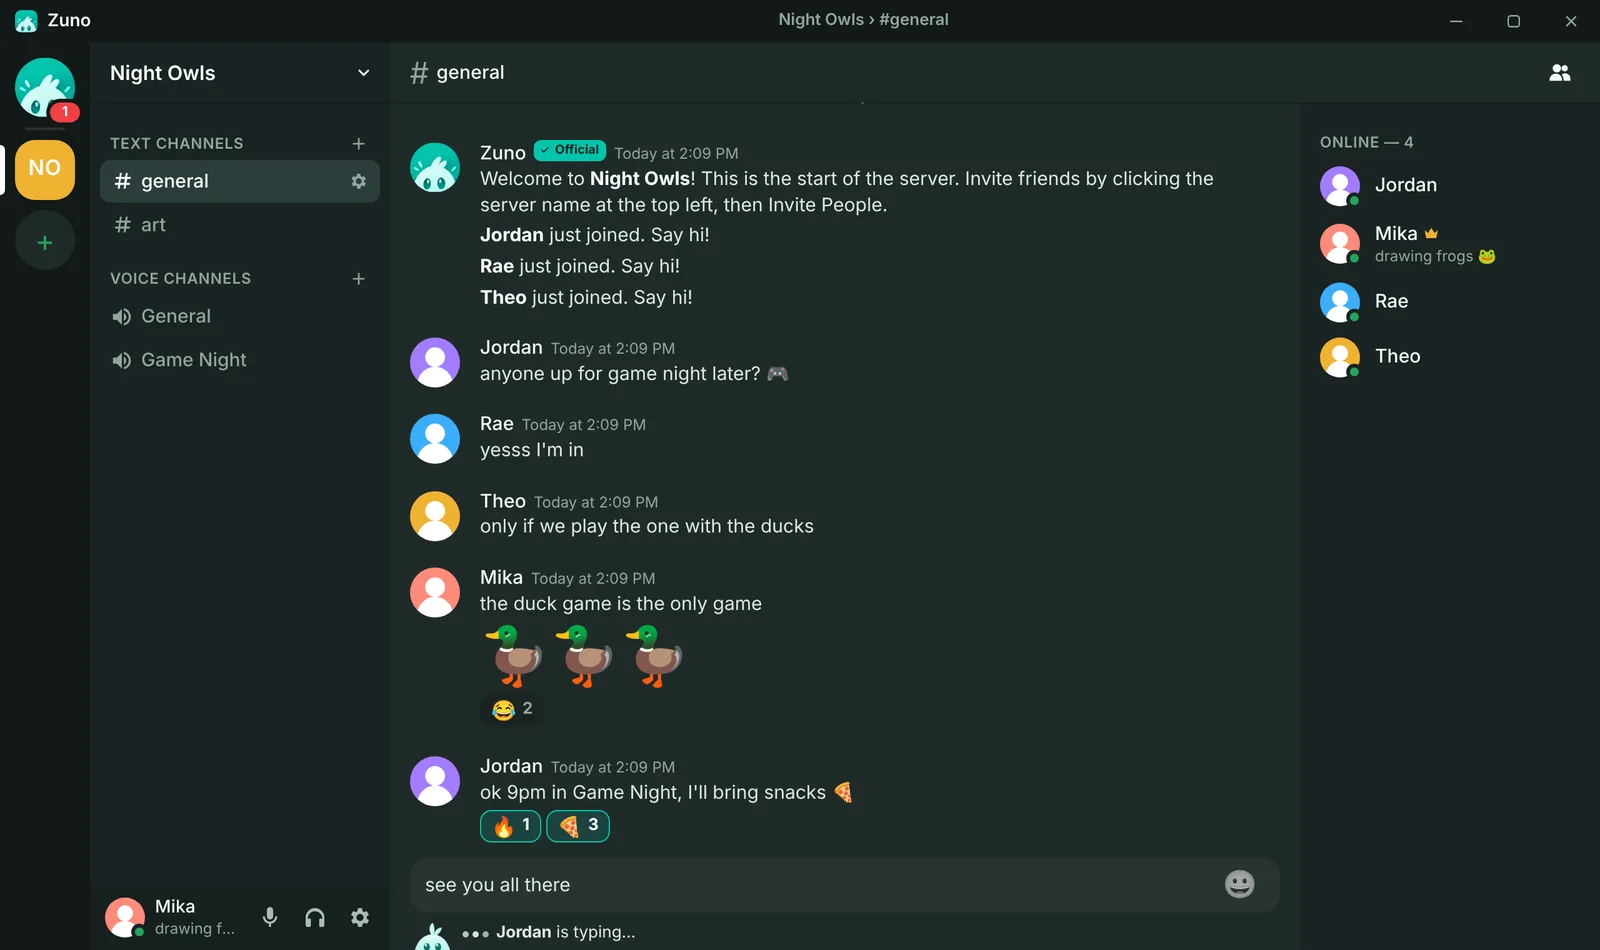 Zuno
Night Owls › #general
1
NO
+
Night Owls
TEXT CHANNELS +
# general
# art
VOICE CHANNELS +
General
Game Night
Mika
drawing f...
# general
Zuno ✓ Official Today at 2:09 PM
Welcome to Night Owls! This is the start of the server. Invite friends by clicking the
server name at the top left, then Invite People.
Jordan just joined. Say hi!
Rae just joined. Say hi!
Theo just joined. Say hi!
Jordan Today at 2:09 PM
anyone up for game night later? 🎮
Rae Today at 2:09 PM
yesss I'm in
Theo Today at 2:09 PM
only if we play the one with the ducks
Mika Today at 2:09 PM
the duck game is the only game
🦆🦆🦆
😂 2
Jordan Today at 2:09 PM
ok 9pm in Game Night, I'll bring snacks 🍕
🔥 1 🍕 3
see you all there
Jordan is typing...
ONLINE — 4
Jordan
Mika
drawing frogs 🐸
Rae
Theo